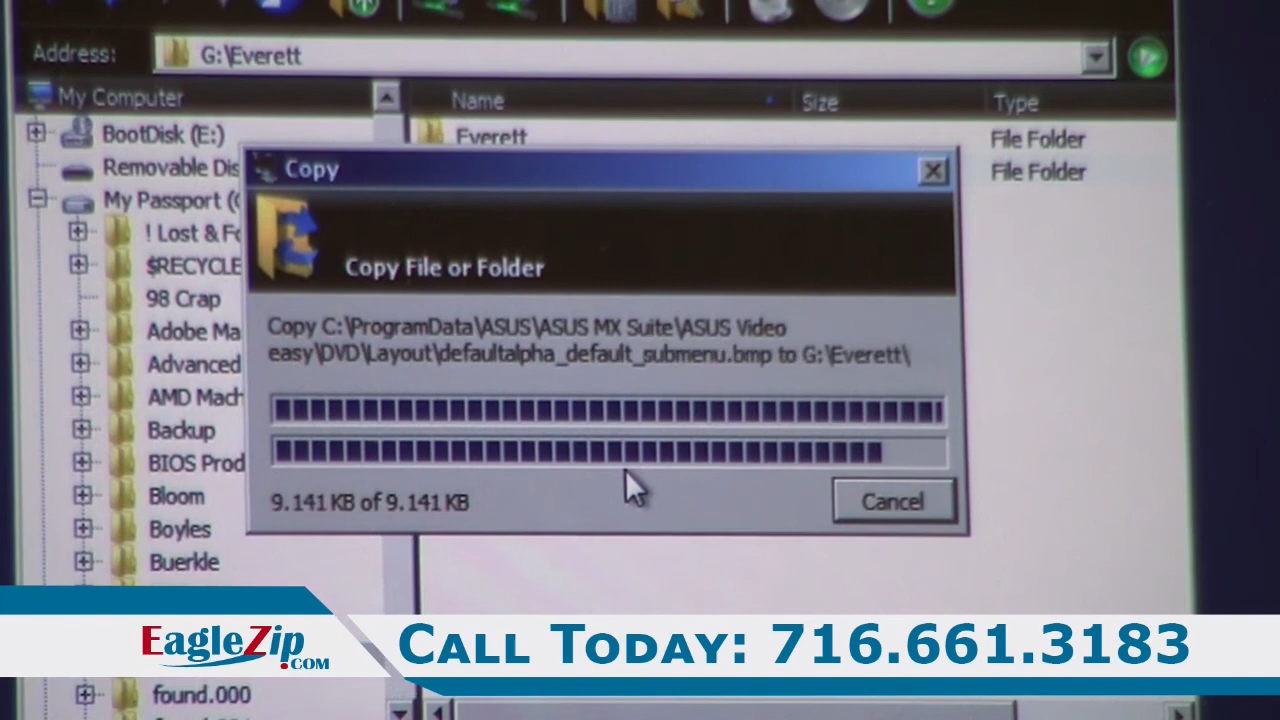 Address: G:\Everett
My Computer
Name Size Type
BootDisk (E:)
Everett File Folder
Removable Dis
File Folder
My Passport (
! Lost & Fo
$RECYCLE
98 Crap
Adobe Ma
Advanced
AMD Mach
Backup
BIOS Prod
Bloom
Boyles
Buerkle
Copy
Copy File or Folder
Copy C:\ProgramData\ASUS\ASUS MX Suite\ASUS Video
easy\DVD\Layout\defaultalpha_default_submenu.bmp to G:\Everett\
9.141 KB of 9.141 KB
Cancel
EagleZip.COM
CALL TODAY: 716.661.3183
found.000